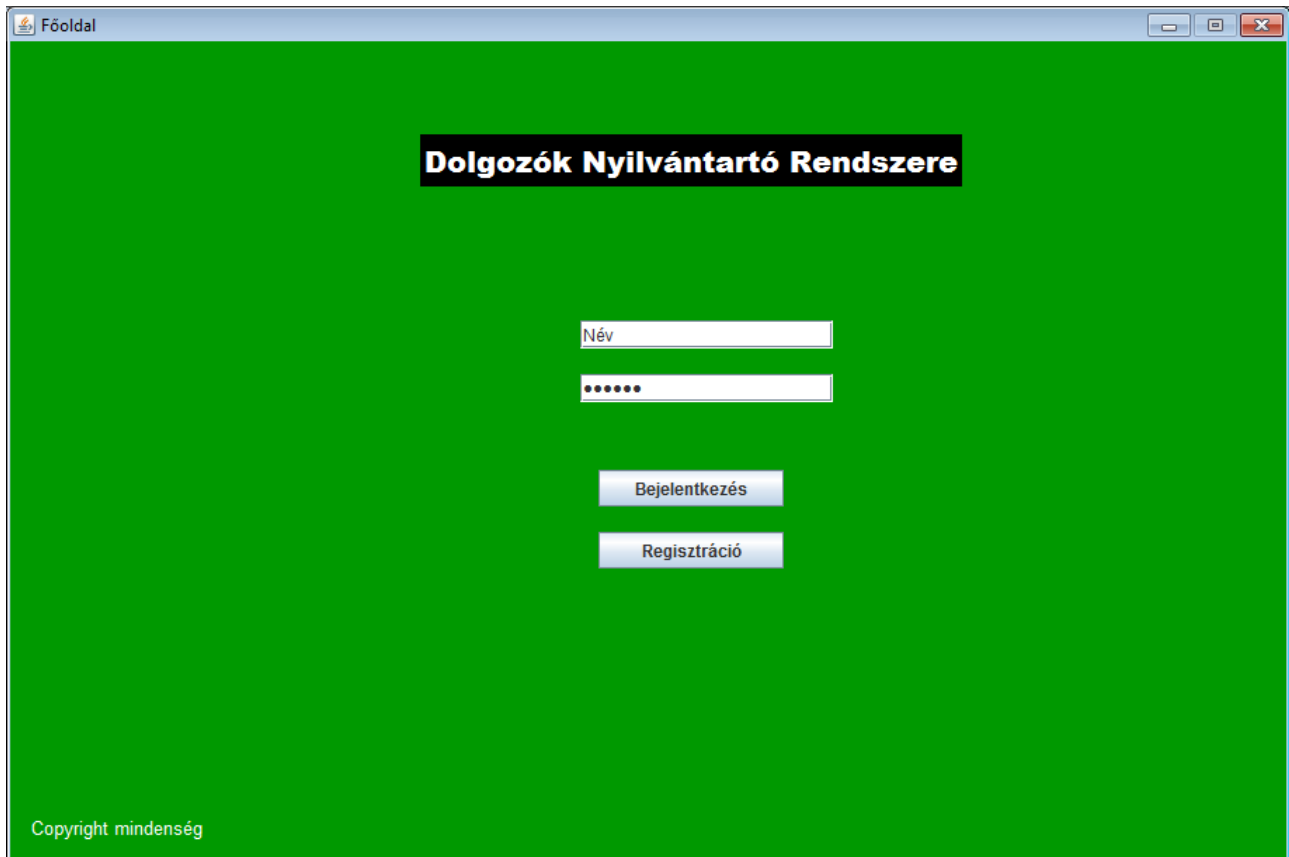 Főoldal
Dolgozók Nyilvántartó Rendszere
Név
••••••
Bejelentkezés
Regisztráció
Copyright mindenség